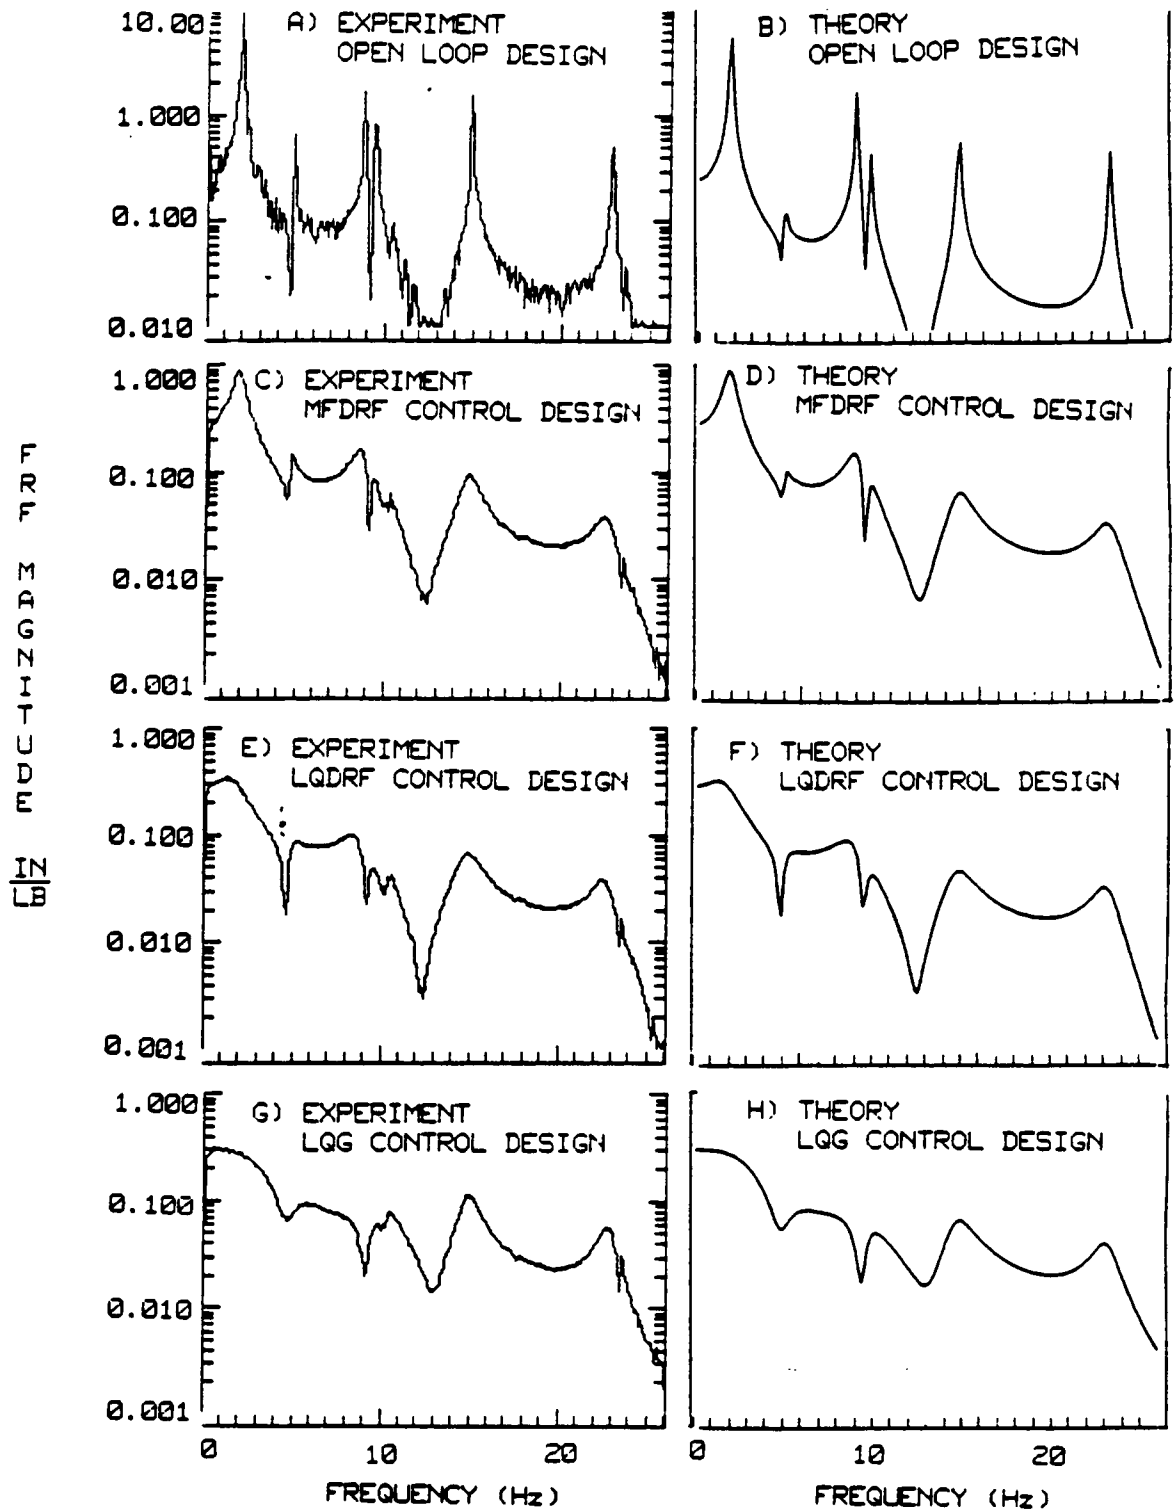 A) EXPERIMENT
OPEN LOOP DESIGN
10.00
1.000
0.100
0.010
B) THEORY
OPEN LOOP DESIGN
C) EXPERIMENT
MFDRF CONTROL DESIGN
1.000
0.100
0.010
0.001
D) THEORY
MFDRF CONTROL DESIGN
FRF MAGNITUDE IN/LB
E) EXPERIMENT
LQDRF CONTROL DESIGN
1.000
0.100
0.010
0.001
F) THEORY
LQDRF CONTROL DESIGN
G) EXPERIMENT
LQG CONTROL DESIGN
1.000
0.100
0.010
0.001
H) THEORY
LQG CONTROL DESIGN
0 10 20
FREQUENCY (Hz)
0 10 20
FREQUENCY (Hz)